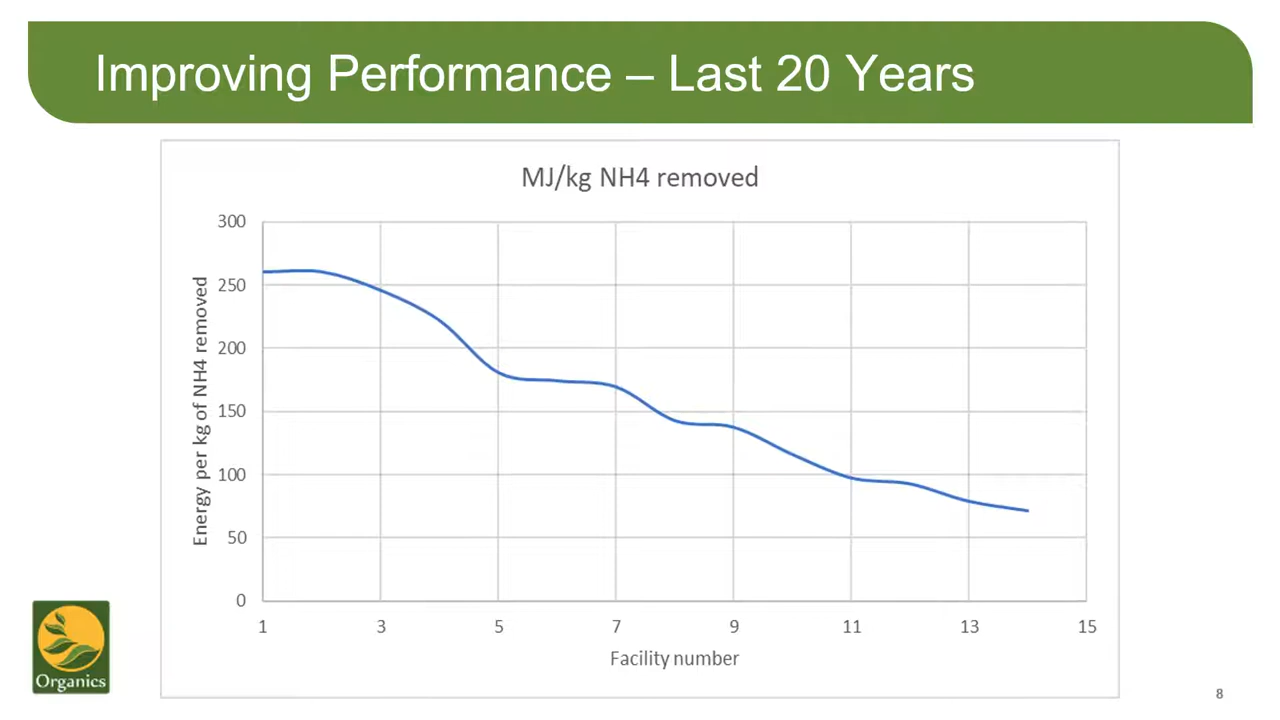 Improving Performance – Last 20 Years
MJ/kg NH4 removed
Energy per kg of NH4 removed
300
250
200
150
100
50
0
1 3 5 7 9 11 13 15
Facility number
Organics
8